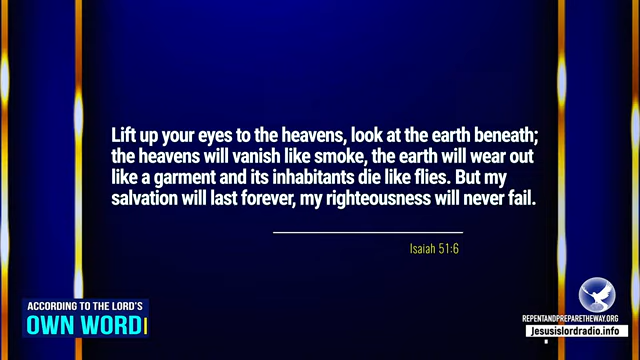 Lift up your eyes to the heavens, look at the earth beneath;
the heavens will vanish like smoke, the earth will wear out
like a garment and its inhabitants die like flies. But my
salvation will last forever, my righteousness will never fail.
Isaiah 51:6
ACCORDING TO THE LORD'S
OWN WORD
REPENTANDPREPARETHEWAY.ORG
Jesusislordradio.info